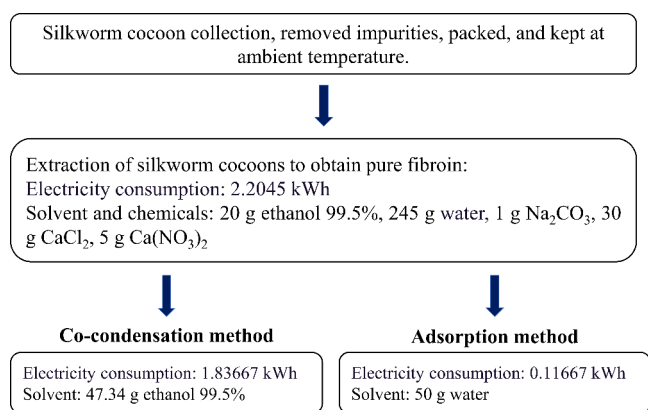 Silkworm cocoon collection, removed impurities, packed, and kept at
ambient temperature.
Extraction of silkworm cocoons to obtain pure fibroin:
Electricity consumption: 2.2045 kWh
Solvent and chemicals: 20 g ethanol 99.5%, 245 g water, 1 g Na₂CO₃, 30
g CaCl₂, 5 g Ca(NO₃)₂
Co-condensation method
Electricity consumption: 1.83667 kWh
Solvent: 47.34 g ethanol 99.5%
Adsorption method
Electricity consumption: 0.11667 kWh
Solvent: 50 g water